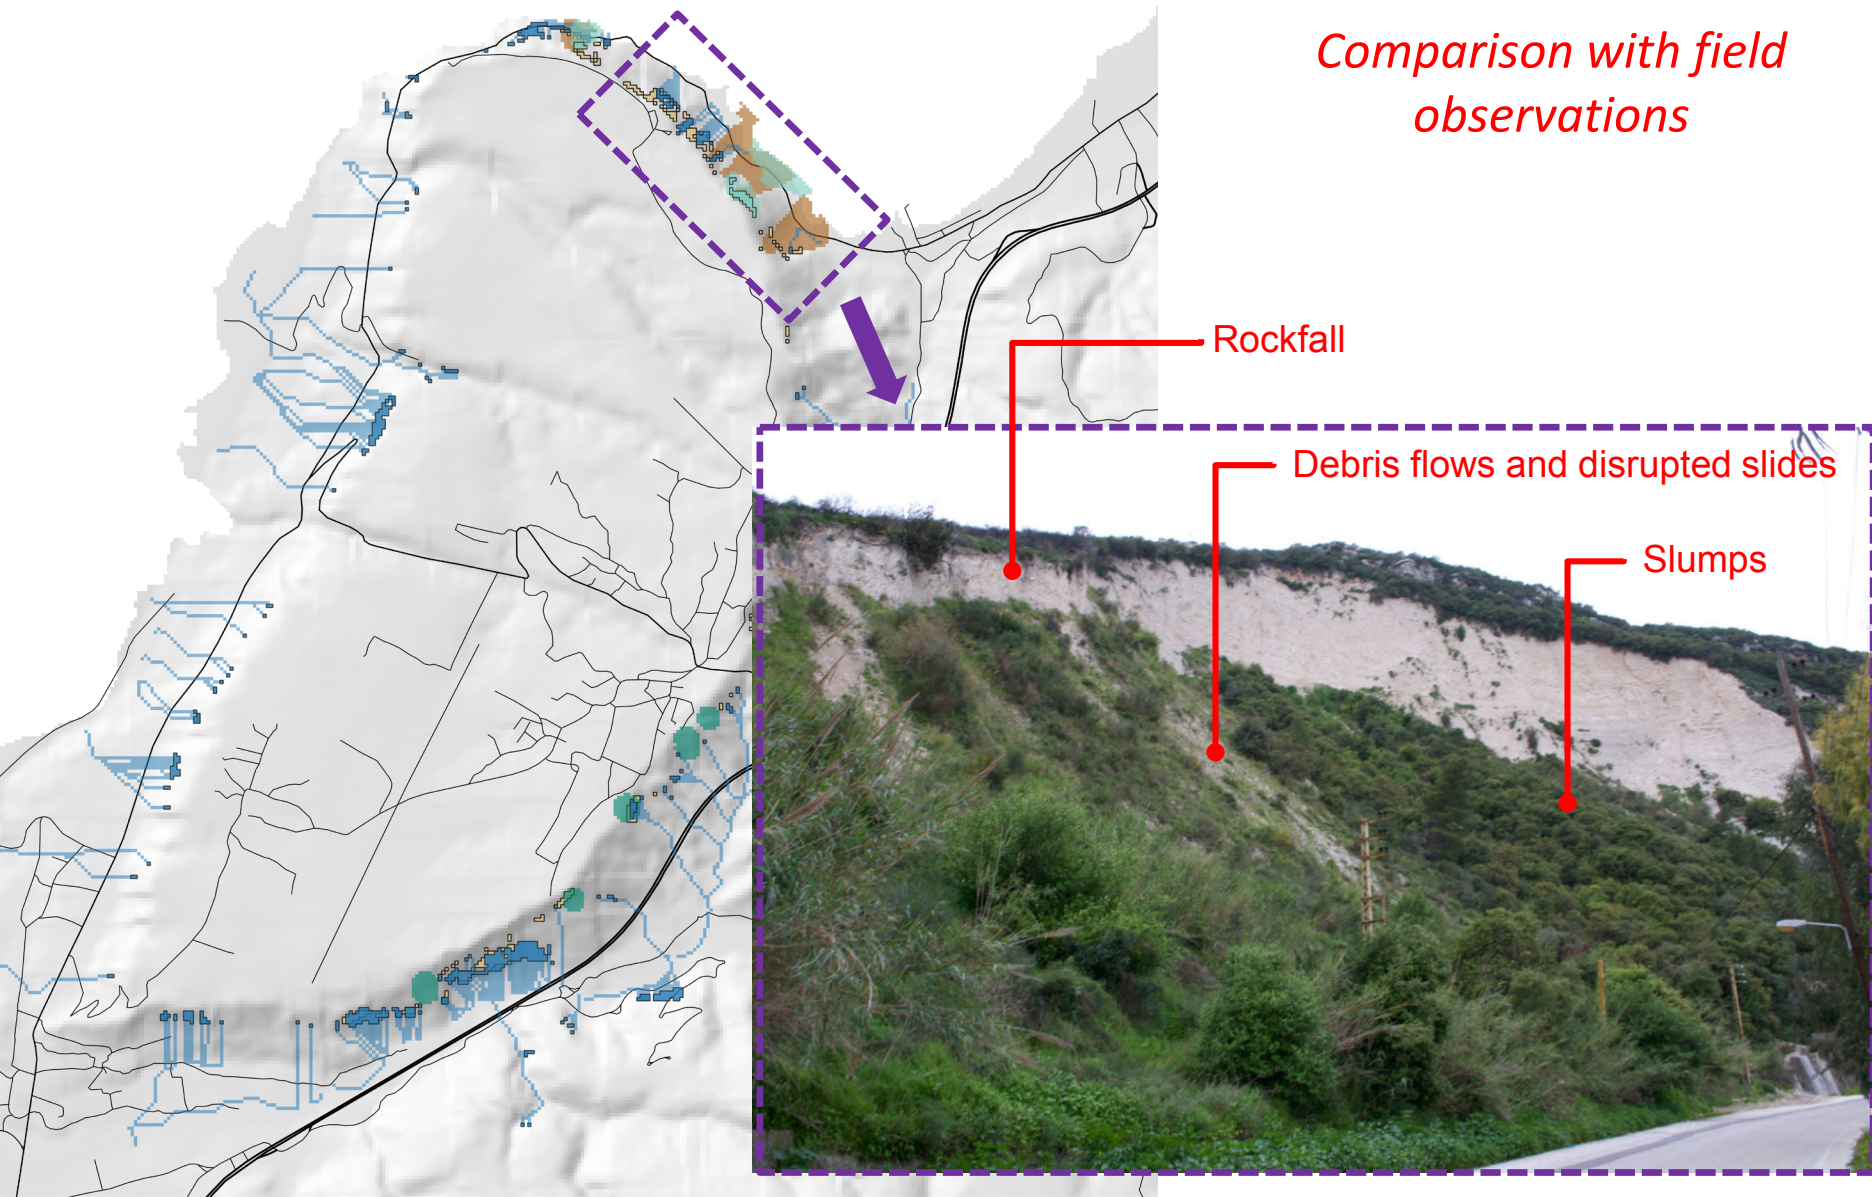 Comparison with field
observations
Rockfall
Debris flows and disrupted slides
Slumps